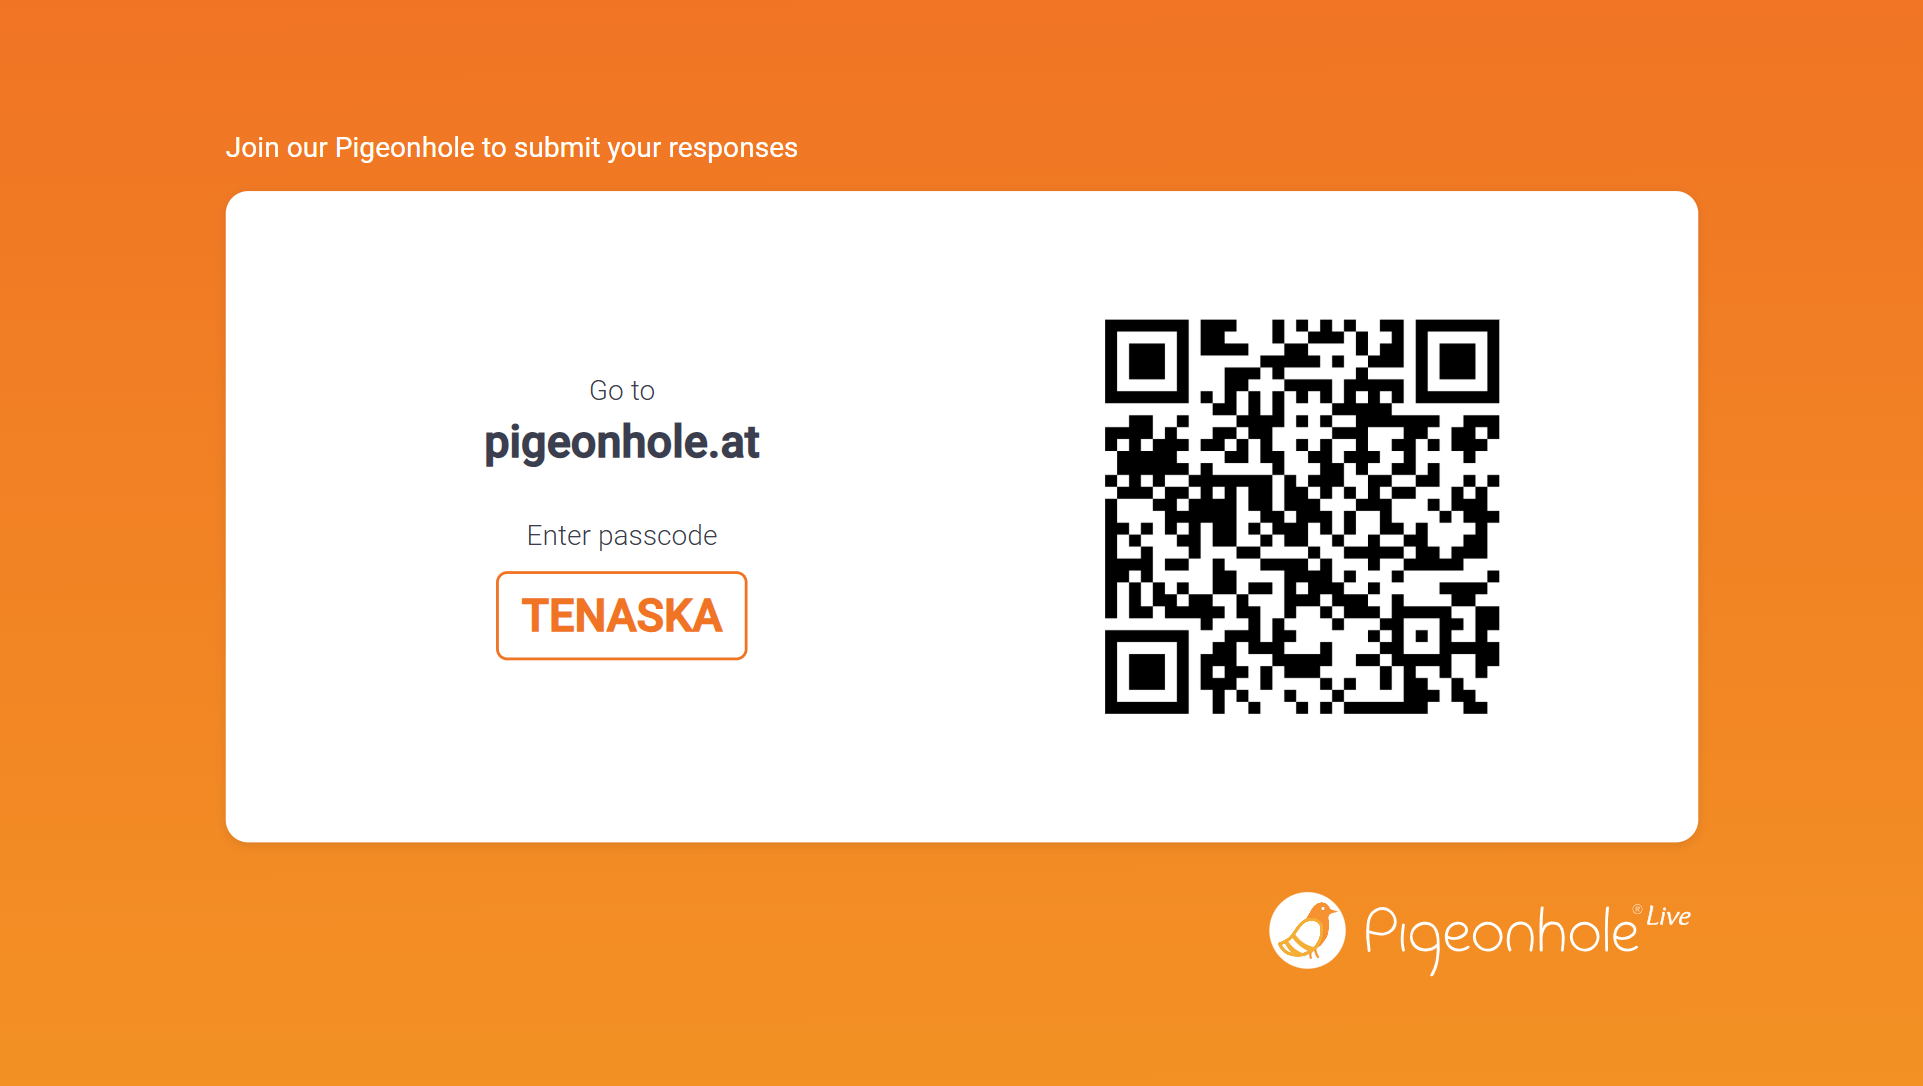 Join our Pigeonhole to submit your responses
Go to
pigeonhole.at
Enter passcode
TENASKA
Pigeonhole® Live